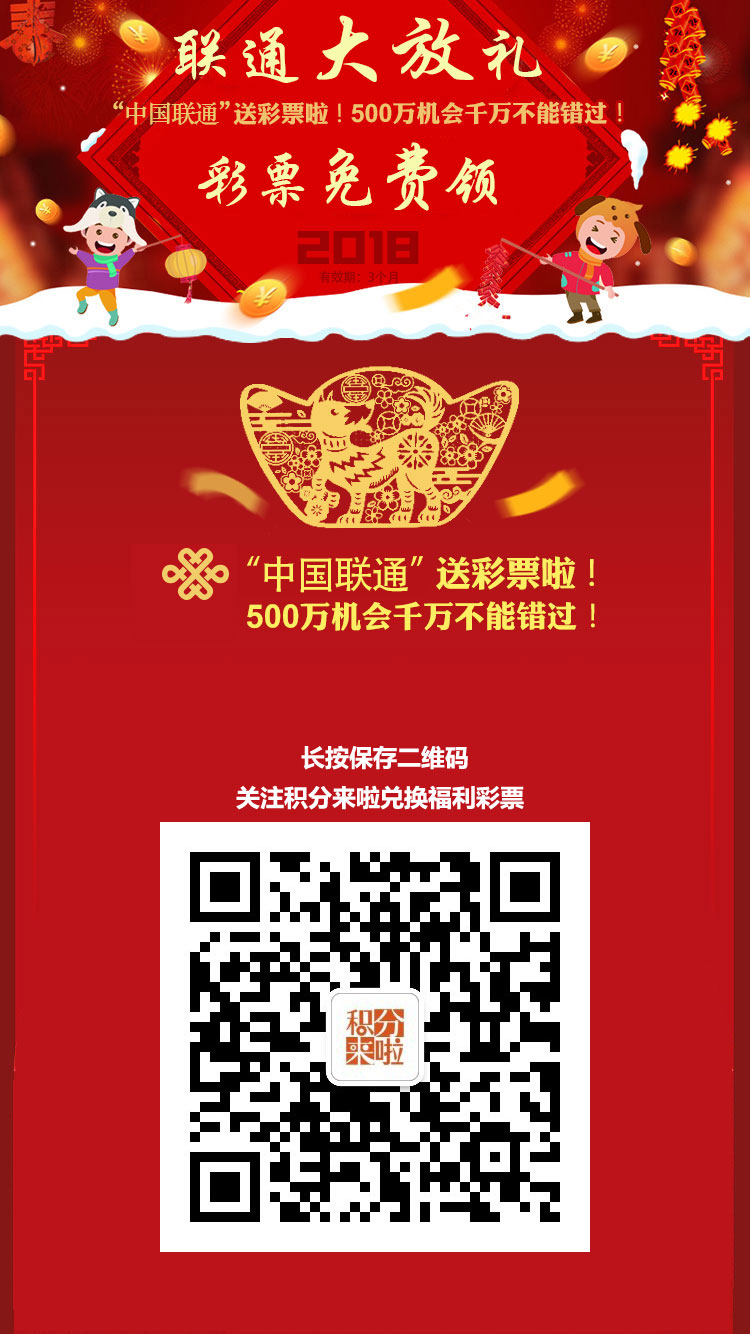 联通大放礼
“中国联通”送彩票啦！500万机会千万不能错过！
彩票免费领
2018
有效期：3个月
“中国联通”送彩票啦！
500万机会千万不能错过！
长按保存二维码
关注积分来啦兑换福利彩票
积分
来啦